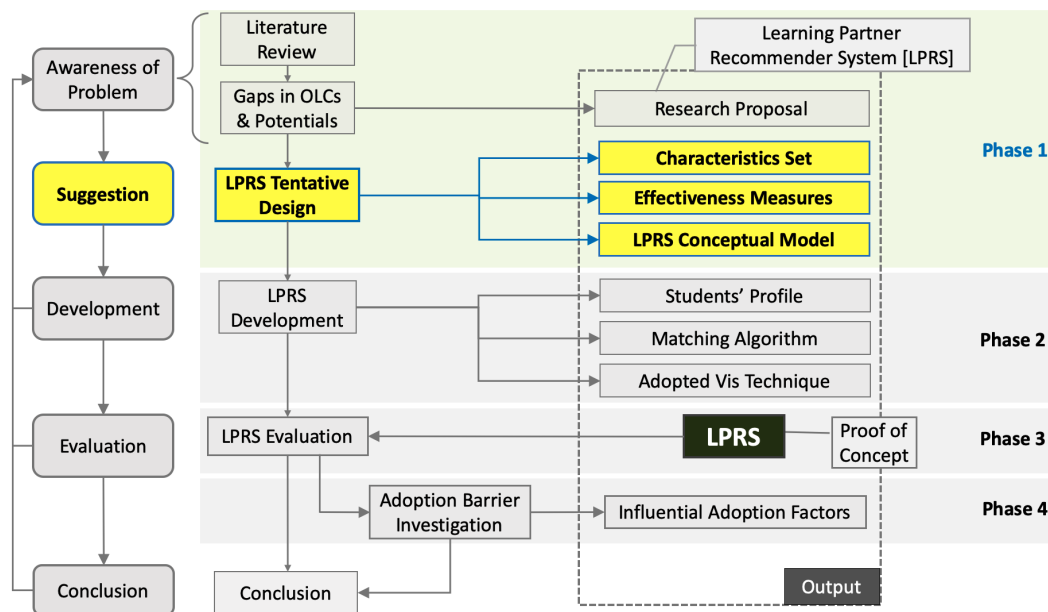 Learning Partner
Recommender System [LPRS]
Literature
Review
Awareness of
Problem
Gaps in OLCs
& Potentials
Research Proposal
Phase 1
Suggestion
LPRS Tentative
Design
Characteristics Set
Effectiveness Measures
LPRS Conceptual Model
Development
LPRS
Development
Students’ Profile
Matching Algorithm
Adopted Vis Technique
Phase 2
Evaluation
LPRS Evaluation
LPRS
Proof of
Concept
Phase 3
Adoption Barrier
Investigation
Influential Adoption Factors
Phase 4
Conclusion
Conclusion
Output